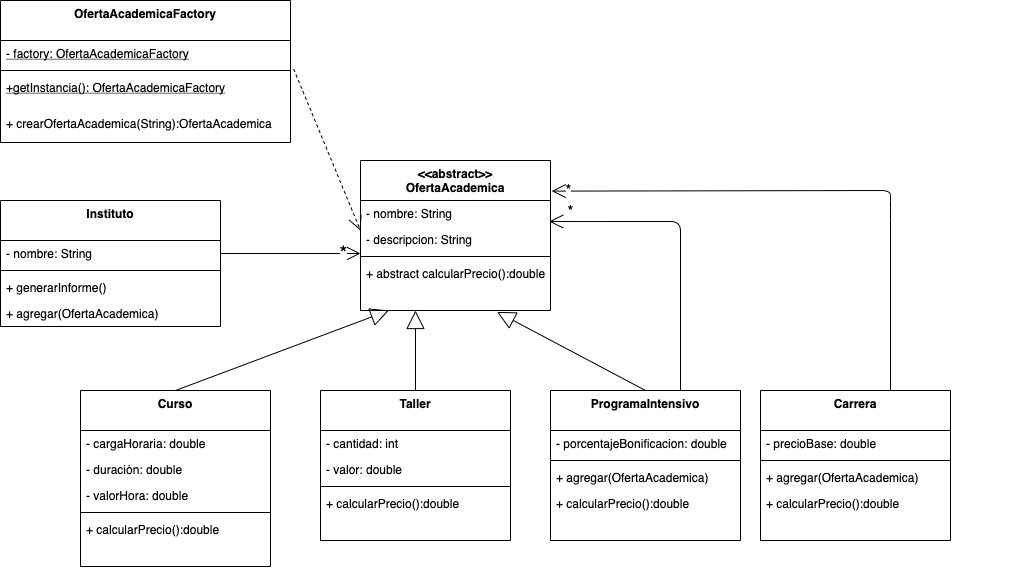 OfertaAcademicaFactory
- factory: OfertaAcademicaFactory
+getInstancia(): OfertaAcademicaFactory
+ crearOfertaAcademica(String):OfertaAcademica
<<abstract>>
OfertaAcademica
- nombre: String
- descripcion: String
+ abstract calcularPrecio():double
*
*
*
Instituto
- nombre: String
+ generarInforme()
+ agregar(OfertaAcademica)
Curso
- cargaHoraria: double
- duración: double
- valorHora: double
+ calcularPrecio():double
Taller
- cantidad: int
- valor: double
+ calcularPrecio():double
ProgramaIntensivo
- porcentajeBonificacion: double
+ agregar(OfertaAcademica)
+ calcularPrecio():double
Carrera
- precioBase: double
+ agregar(OfertaAcademica)
+ calcularPrecio():double